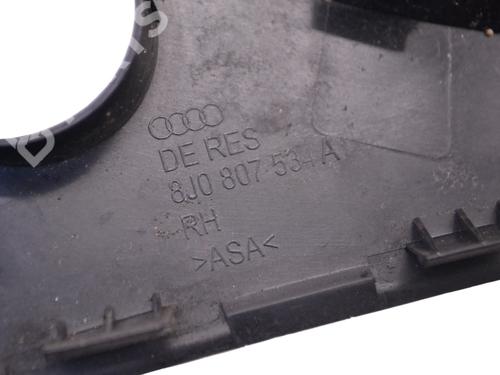 DE RES
8J0 807 534 A
RH
>ASA<